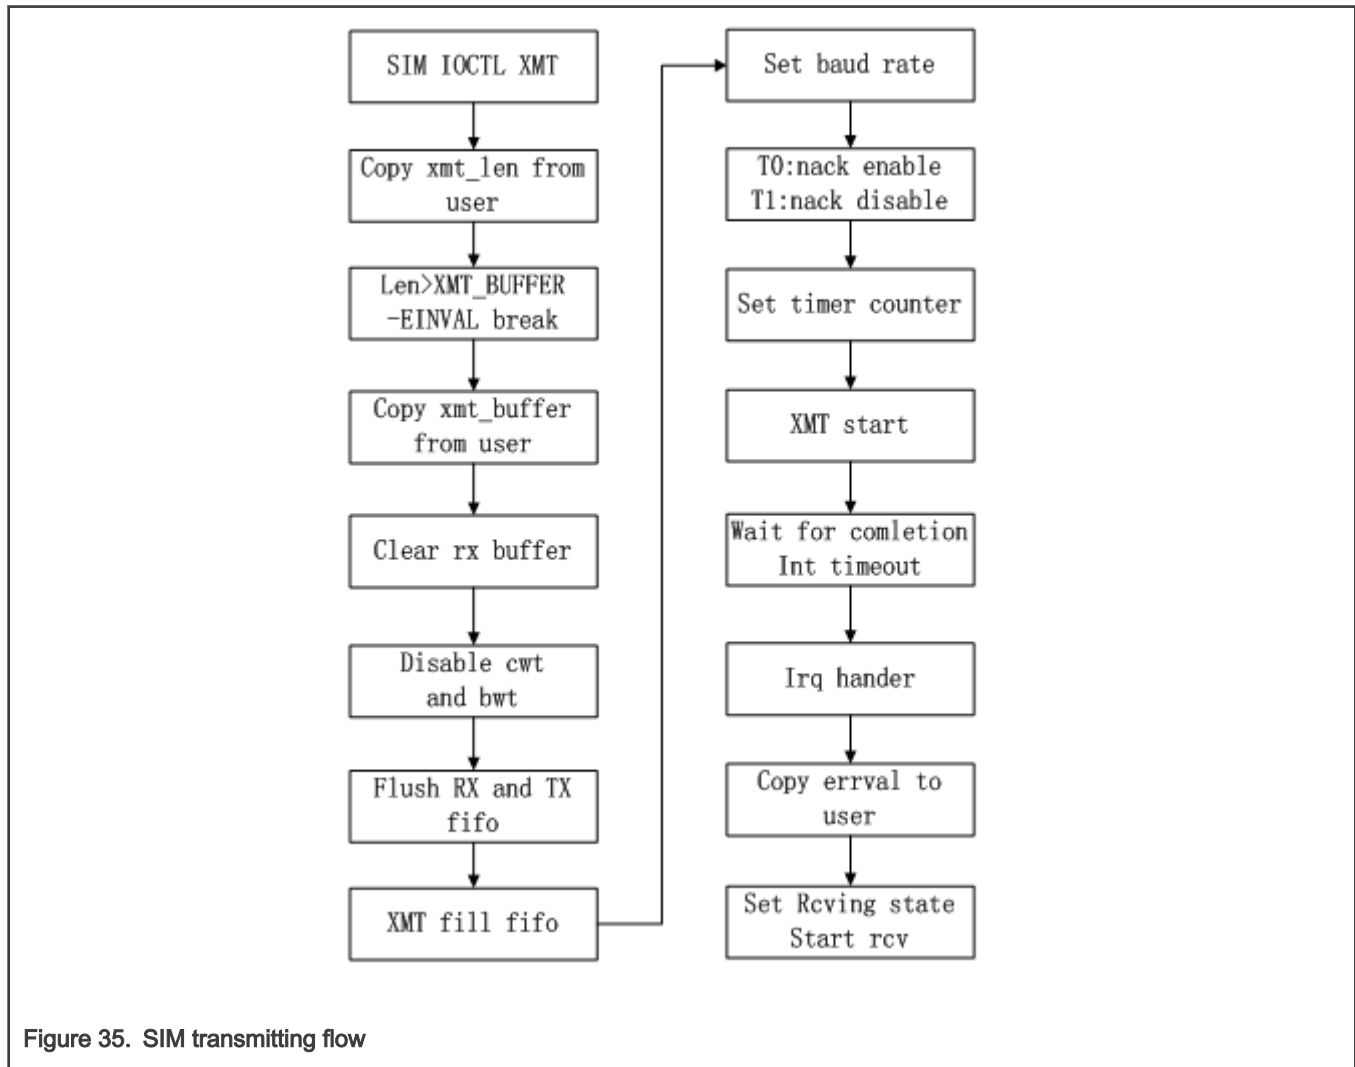 SIM IOCTL XMT
Copy xmt_len from
user
Len>XMT_BUFFER
-EINVAL break
Copy xmt_buffer
from user
Clear rx buffer
Disable cwt
and bwt
Flush RX and TX
fifo
XMT fill fifo
Set baud rate
T0:nack enable
T1:nack disable
Set timer counter
XMT start
Wait for comletion
Int timeout
Irq hander
Copy errval to
user
Set Rcving state
Start rcv
Figure 35. SIM transmitting flow